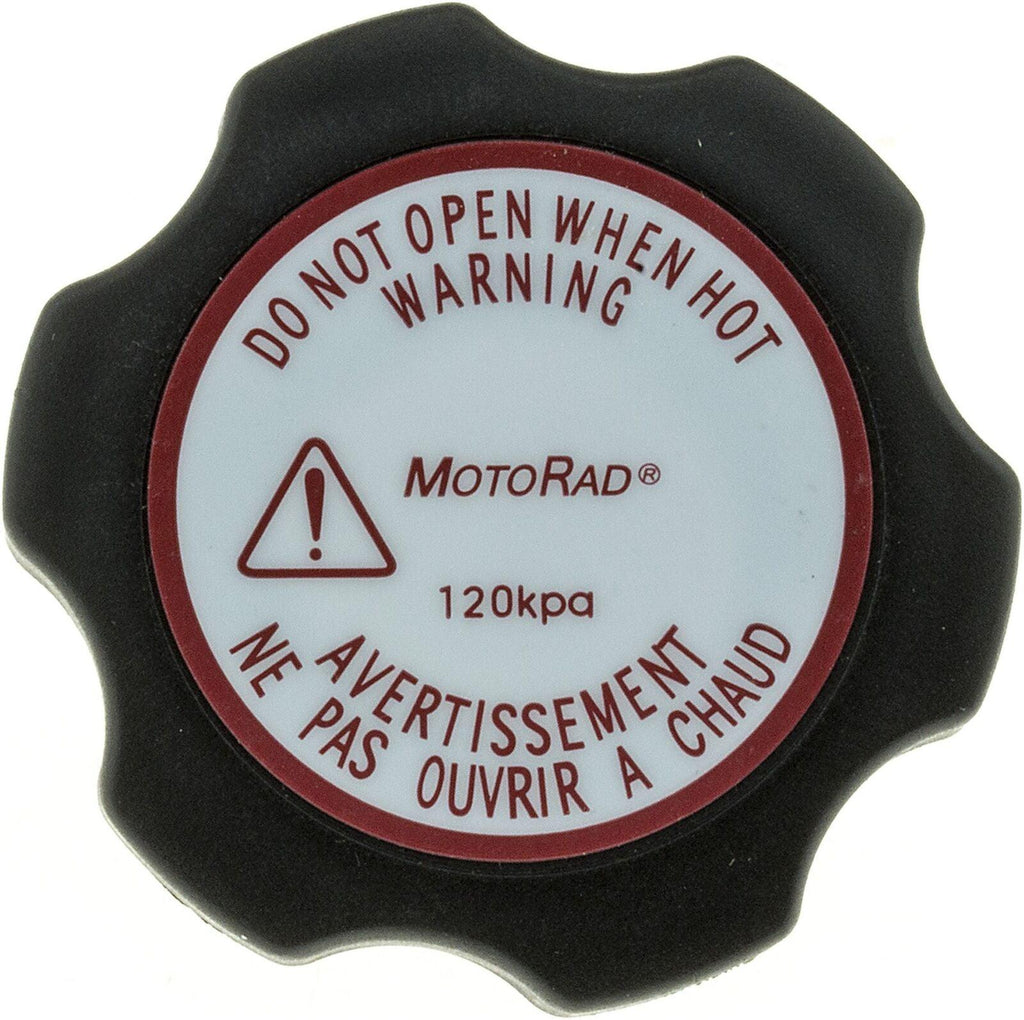 DO NOT OPEN WHEN HOT
WARNING
MOTORAD®
120kpa
AVERTISSEMENT
NE PAS OUVRIR A CHAUD